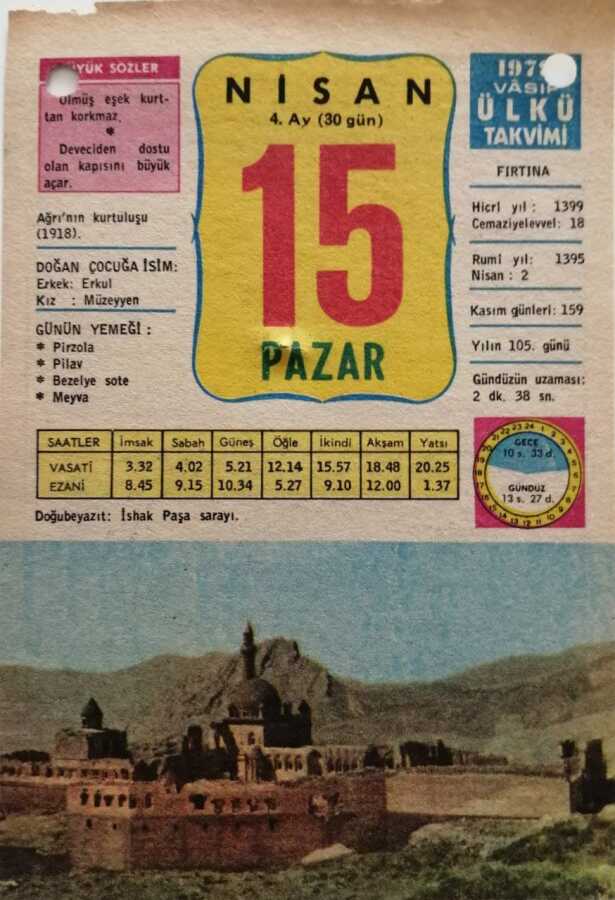 BÜYÜK SÖZLER
Ölmüş eşek kurt-
tan korkmaz.
*
Deveciden dostu
olan kapısını büyük
açar.
Ağrı'nın kurtuluşu
(1918).
DOĞAN ÇOCUĞA İSİM:
Erkek: Erkul
Kız : Müzeyyen
GÜNÜN YEMEĞİ :
* Pirzola
* Pilav
* Bezelye sote
* Meyva
NİSAN
4. Ay (30 gün)
15
PAZAR
VÂSIF
ÜLKÜ
TAKVİMİ
FIRTINA
Hicrî yıl : 1399
Cemaziyelevvel: 18
Rumî yıl: 1395
Nisan : 2
Kasım günleri: 159
Yılın 105. günü
Gündüzün uzaması:
2 dk. 38 sn.
SAATLER İmsak Sabah Güneş Öğle İkindi Akşam Yatsı
VASATİ 3.32 4.02 5.21 12.14 15.57 18.48 20.25
EZANİ 8.45 9.15 10.34 5.27 9.10 12.00 1.37
GECE
10 s. 33 d.
GÜNDÜZ
13 s. 27 d.
Doğubeyazıt: İshak Paşa sarayı.